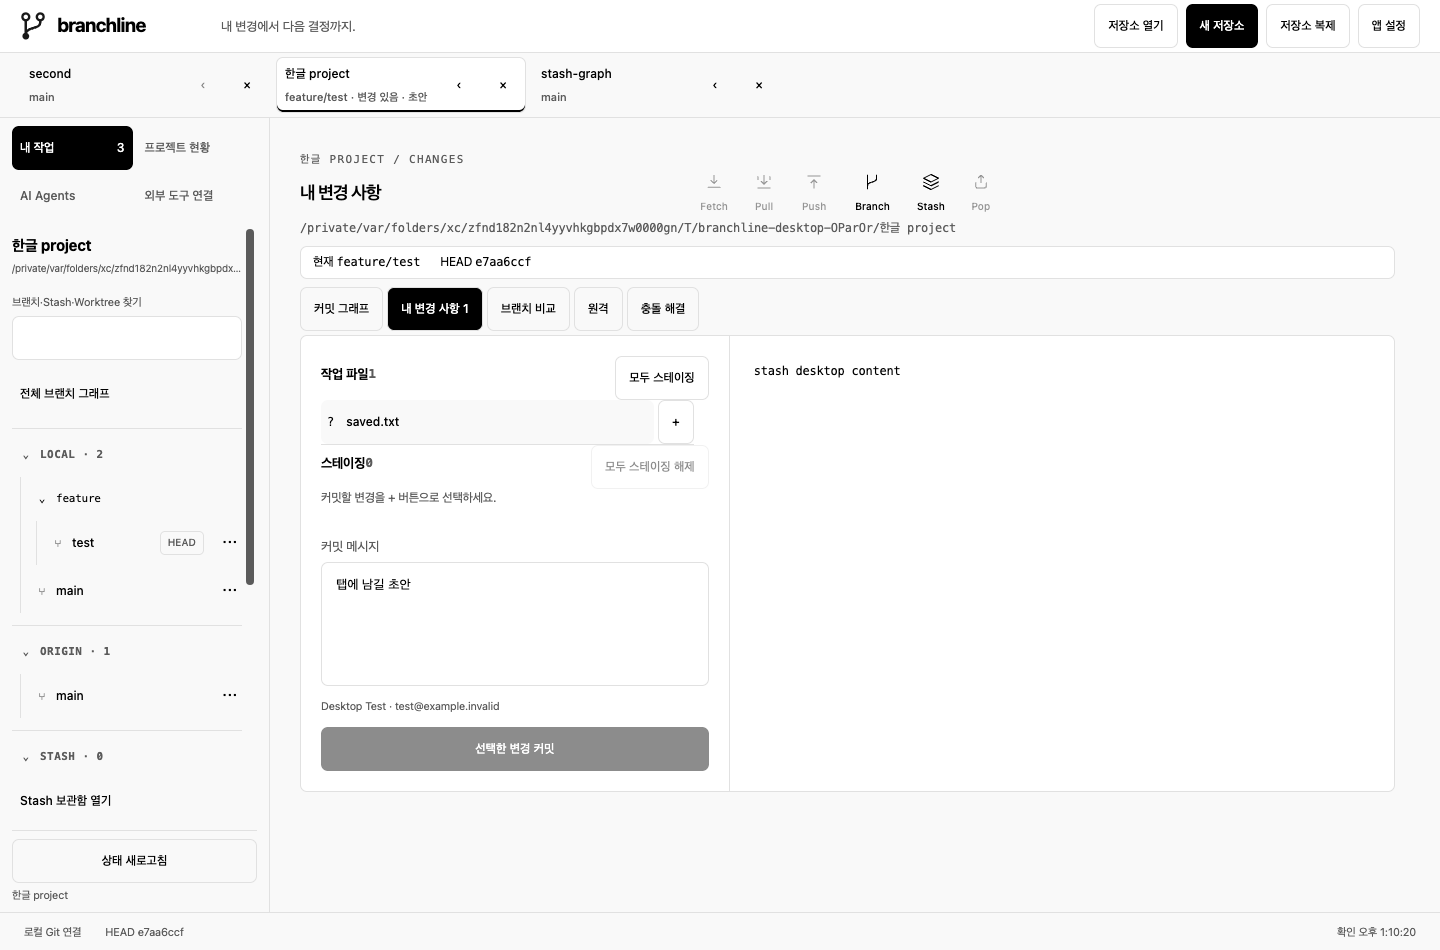 branchline
내 변경에서 다음 결정까지.
저장소 열기
새 저장소
저장소 복제
앱 설정
second
main
‹
×
한글 project
feature/test · 변경 있음 · 초안
‹
×
stash-graph
main
‹
×
내 작업 3
프로젝트 현황
AI Agents
외부 도구 연결
한글 project
/private/var/folders/xc/zfnd182n2nl4yyvhkgbpdx...
브랜치·Stash·Worktree 찾기
전체 브랜치 그래프
LOCAL · 2
feature
test HEAD ···
main ···
ORIGIN · 1
main ···
STASH · 0
Stash 보관함 열기
상태 새로고침
한글 project
한글 PROJECT / CHANGES
내 변경 사항
Fetch
Pull
Push
Branch
Stash
Pop
/private/var/folders/xc/zfnd182n2nl4yyvhkgbpdx7w0000gn/T/branchline-desktop-OParOr/한글 project
현재 feature/test HEAD e7aa6ccf
커밋 그래프
내 변경 사항 1
브랜치 비교
원격
충돌 해결
작업 파일1
모두 스테이징
? saved.txt +
스테이징0
모두 스테이징 해제
커밋할 변경을 + 버튼으로 선택하세요.
커밋 메시지
탭에 남길 초안
Desktop Test · test@example.invalid
선택한 변경 커밋
stash desktop content
로컬 Git 연결
HEAD e7aa6ccf
확인 오후 1:10:20